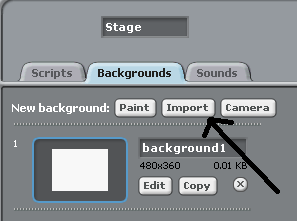 Stage
Scripts Backgrounds Sounds
New background: Paint Import Camera
1
background1
480x360 0.01 KB
Edit Copy